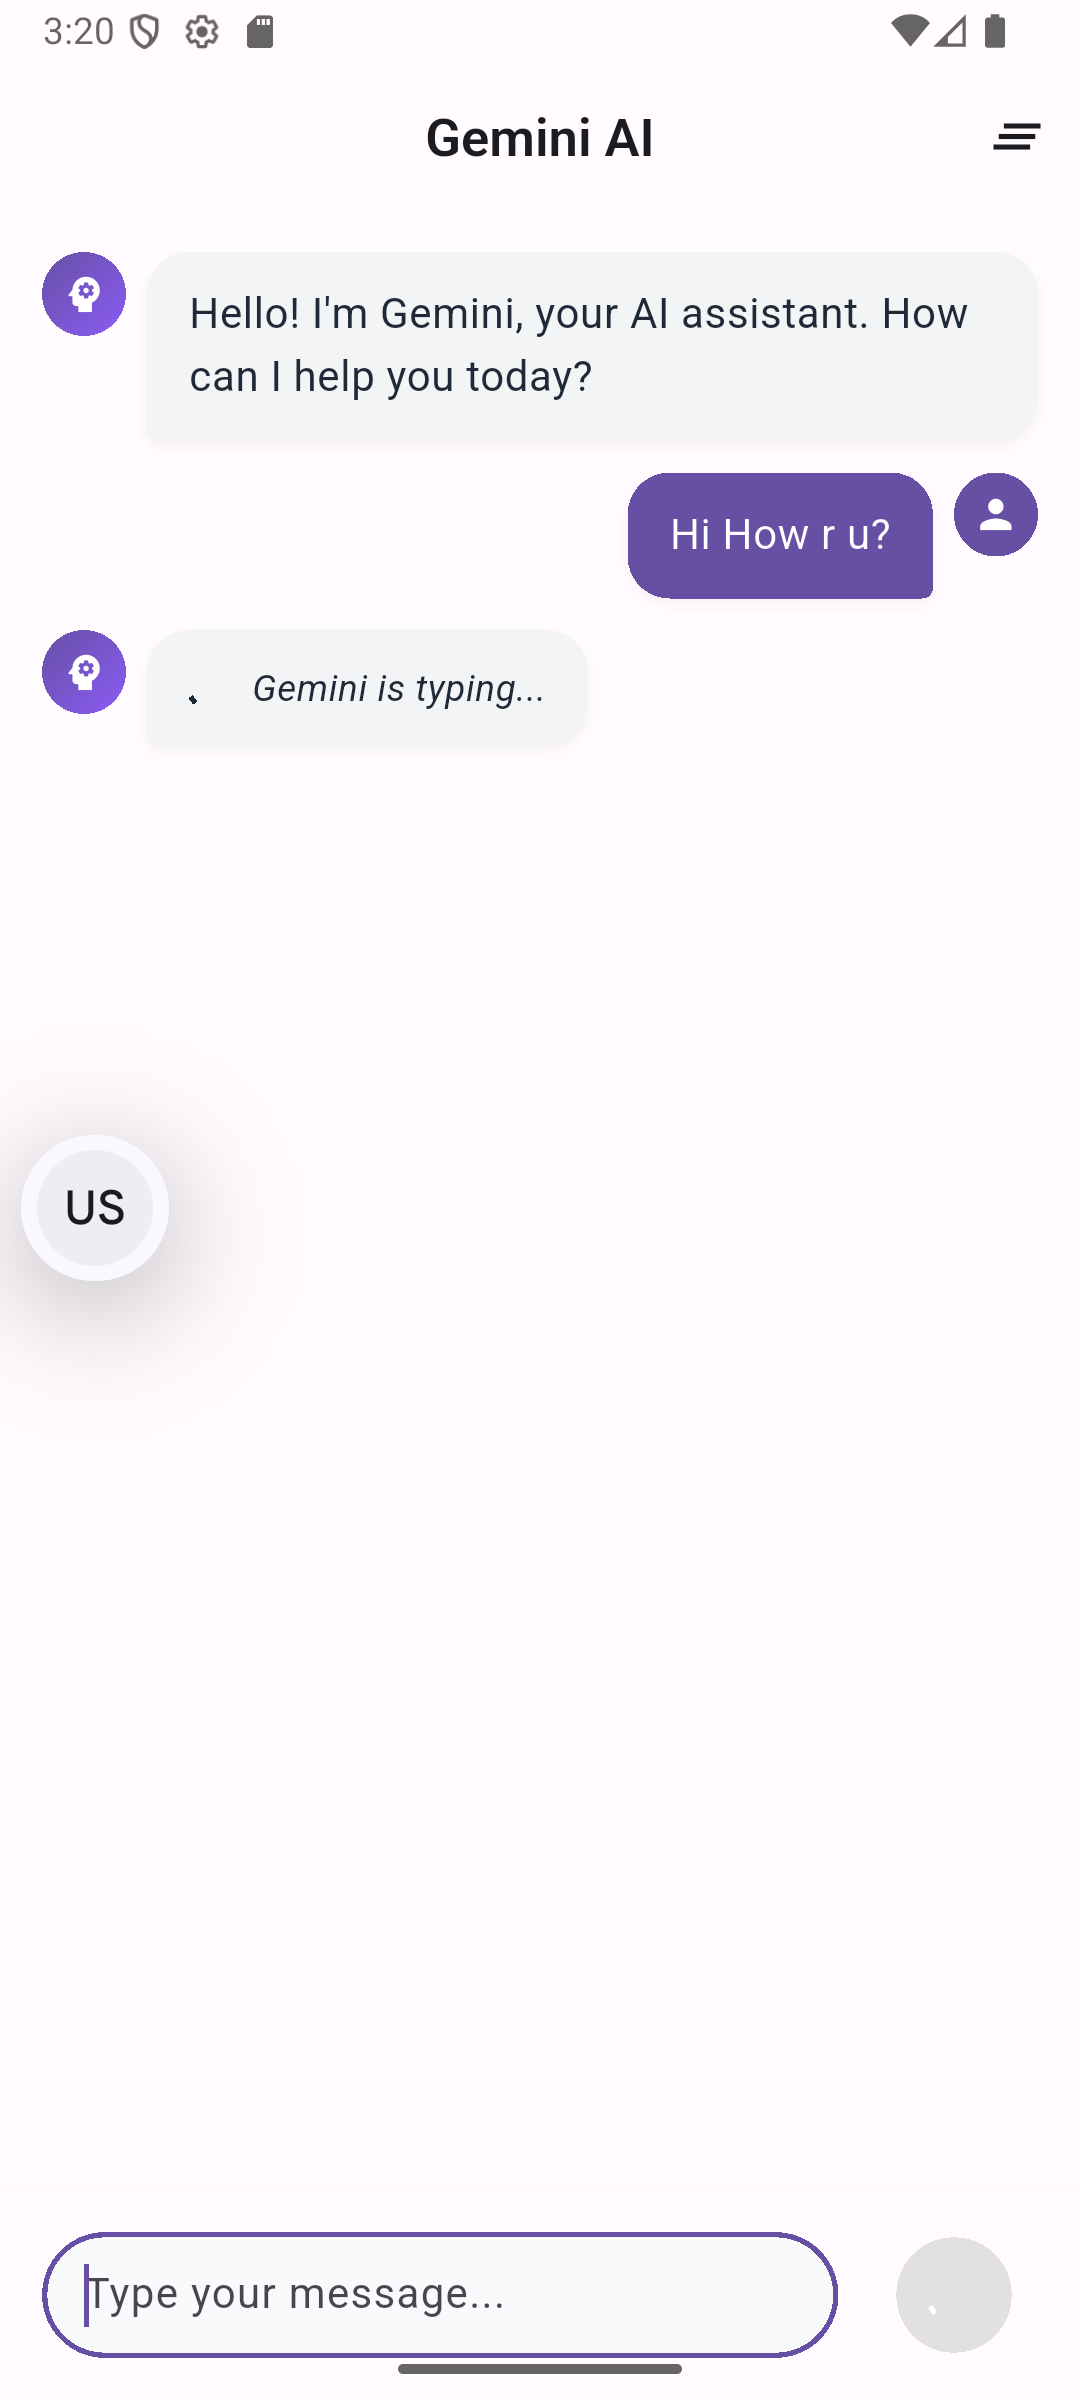 3:20
Gemini AI
Hello! I'm Gemini, your AI assistant. How
can I help you today?
Hi How r u?
Gemini is typing...
US
Type your message...